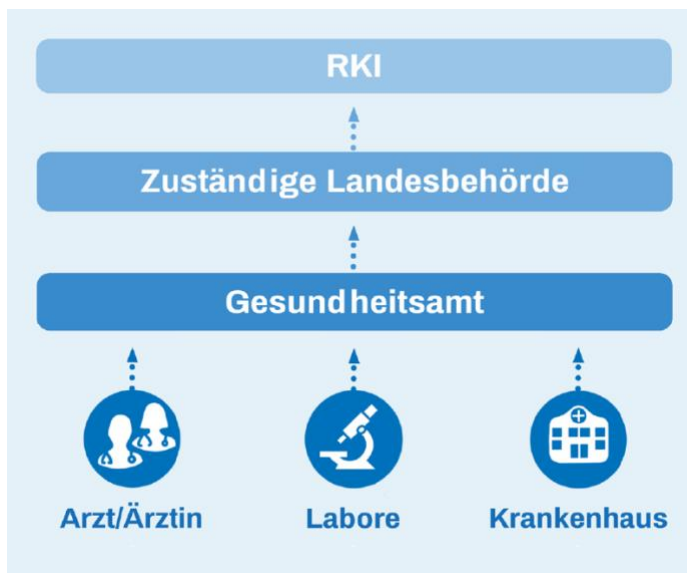 RKI
Zuständige Landesbehörde
Gesundheitsamt
Arzt/Ärztin Labore Krankenhaus